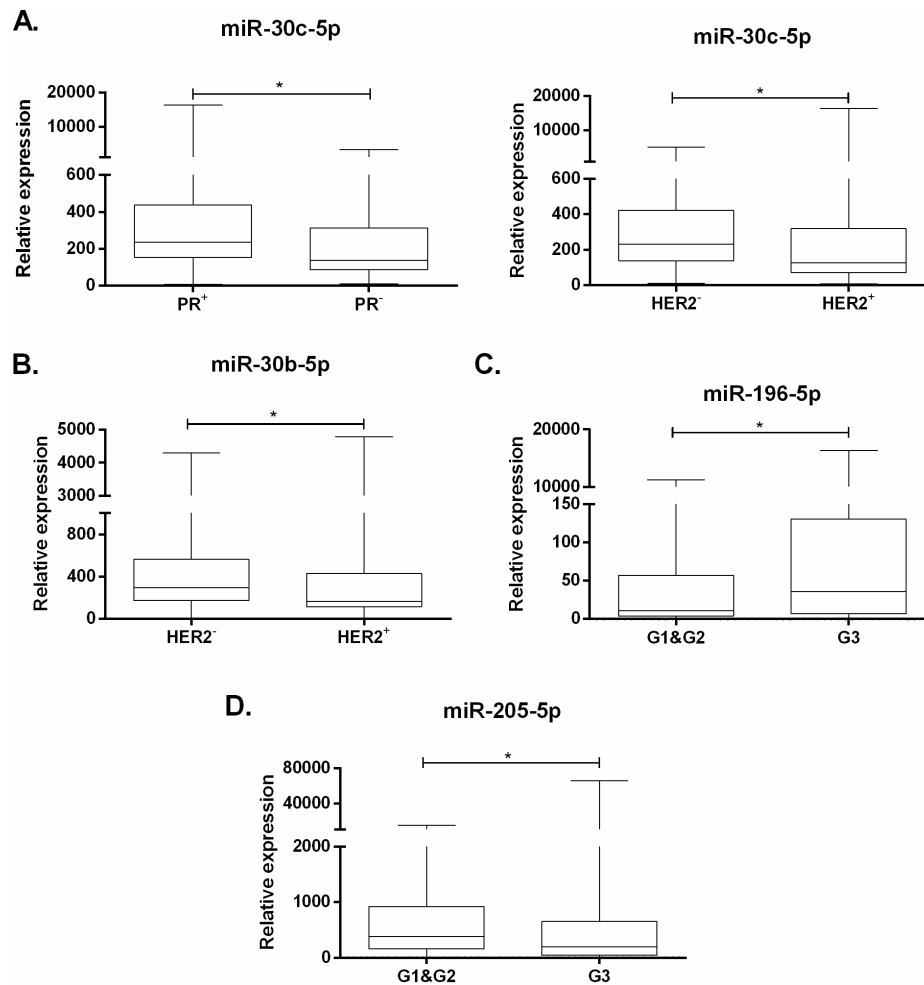 A.
miR-30c-5p
*
Relative expression
20000
10000
600
400
200
0
PR⁺
PR⁻
miR-30c-5p
*
Relative expression
20000
10000
600
400
200
0
HER2⁻
HER2⁺
B.
miR-30b-5p
*
Relative expression
5000
4000
3000
800
400
0
HER2⁻
HER2⁺
C.
miR-196-5p
*
Relative expression
20000
10000
150
100
50
0
G1&G2
G3
D.
miR-205-5p
*
Relative expression
80000
40000
2000
1000
0
G1&G2
G3